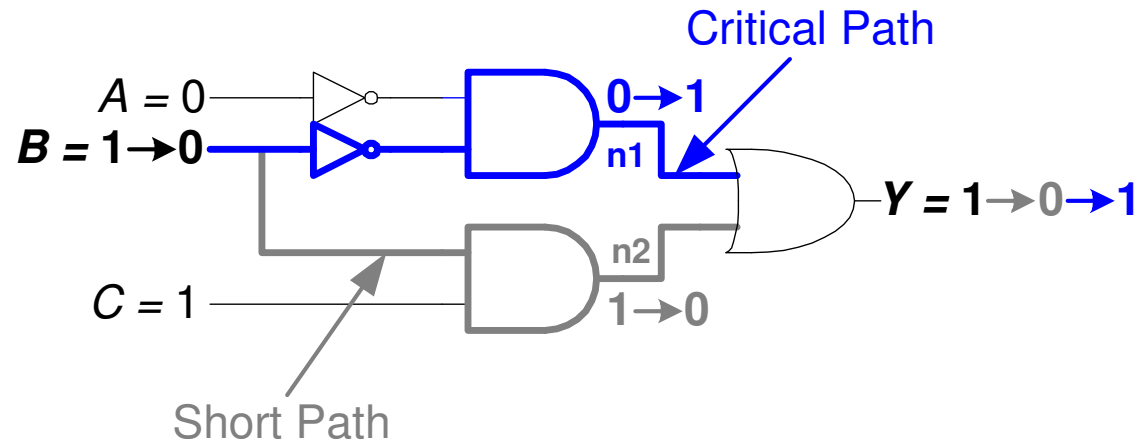 Critical Path
A = 0
0→1
B = 1→0
n1
Y = 1→0→1
n2
C = 1
1→0
Short Path